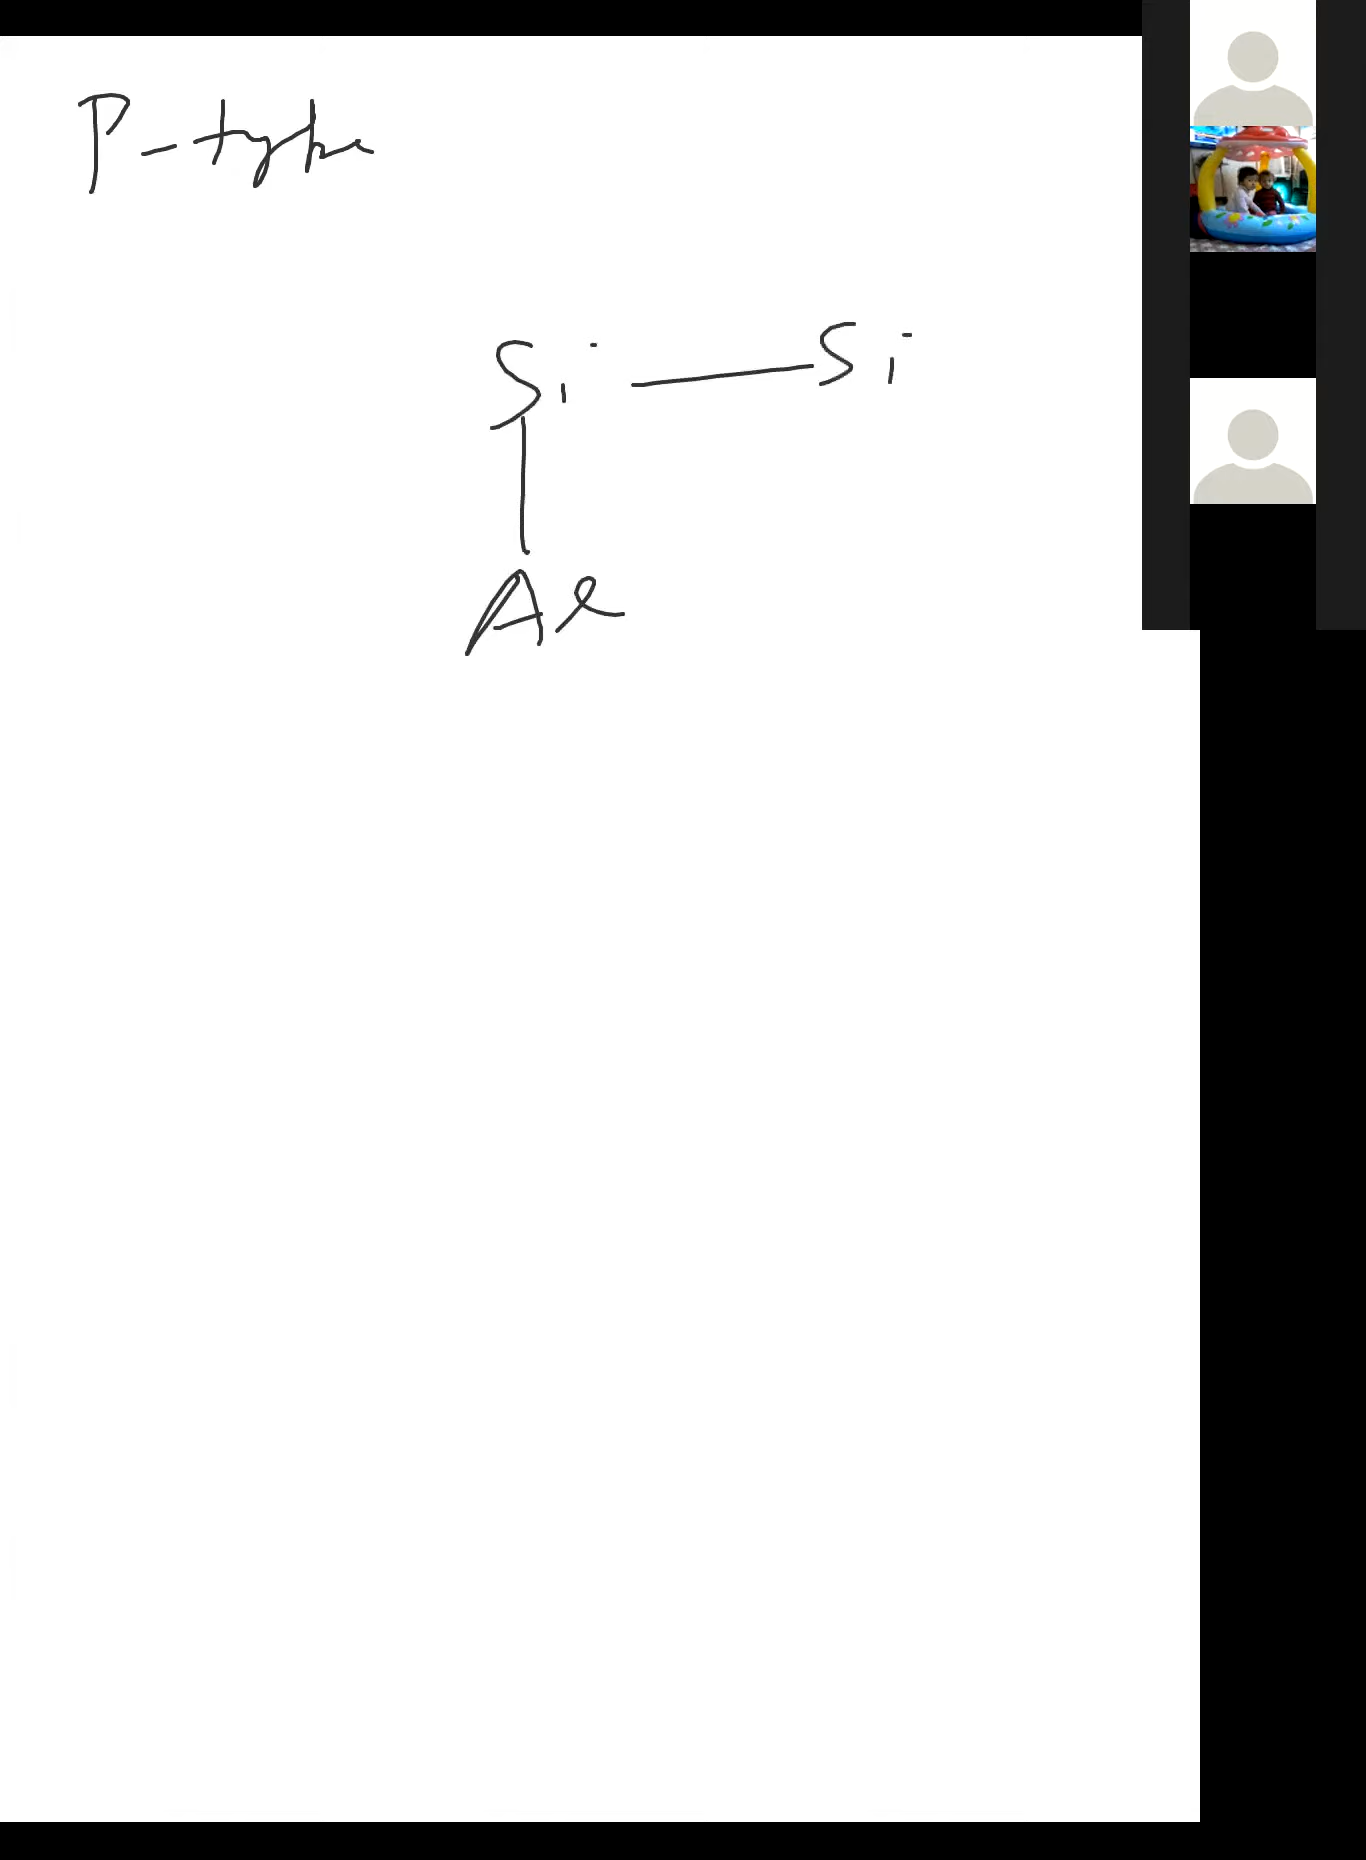 P-type
Si — Si
Al